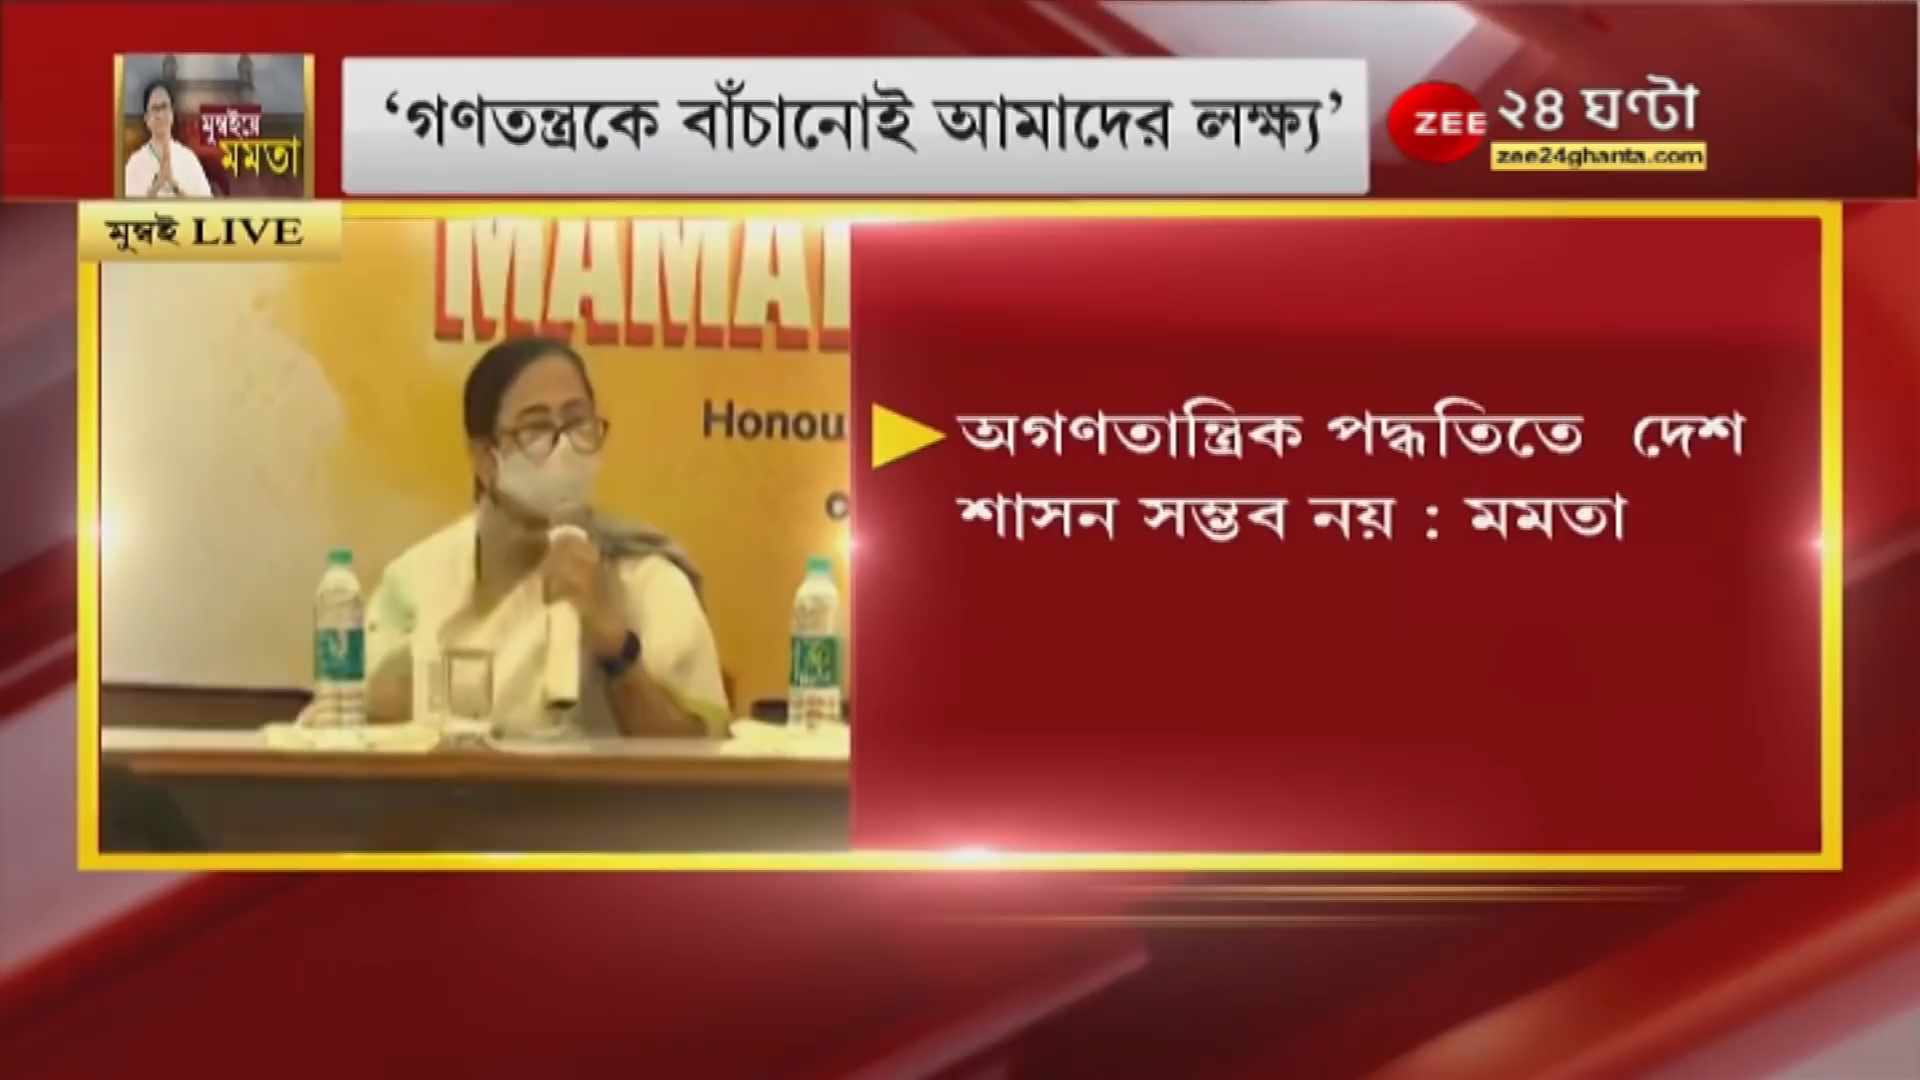 মুম্বইয়ে
মমতা
‘গণতন্ত্রকে বাঁচানোই আমাদের লক্ষ্য’
ZEE ২৪ ঘণ্টা
zee24ghanta.com
মুম্বই LIVE
Honou
অগণতান্ত্রিক পদ্ধতিতে দেশ
শাসন সম্ভব নয় : মমতা